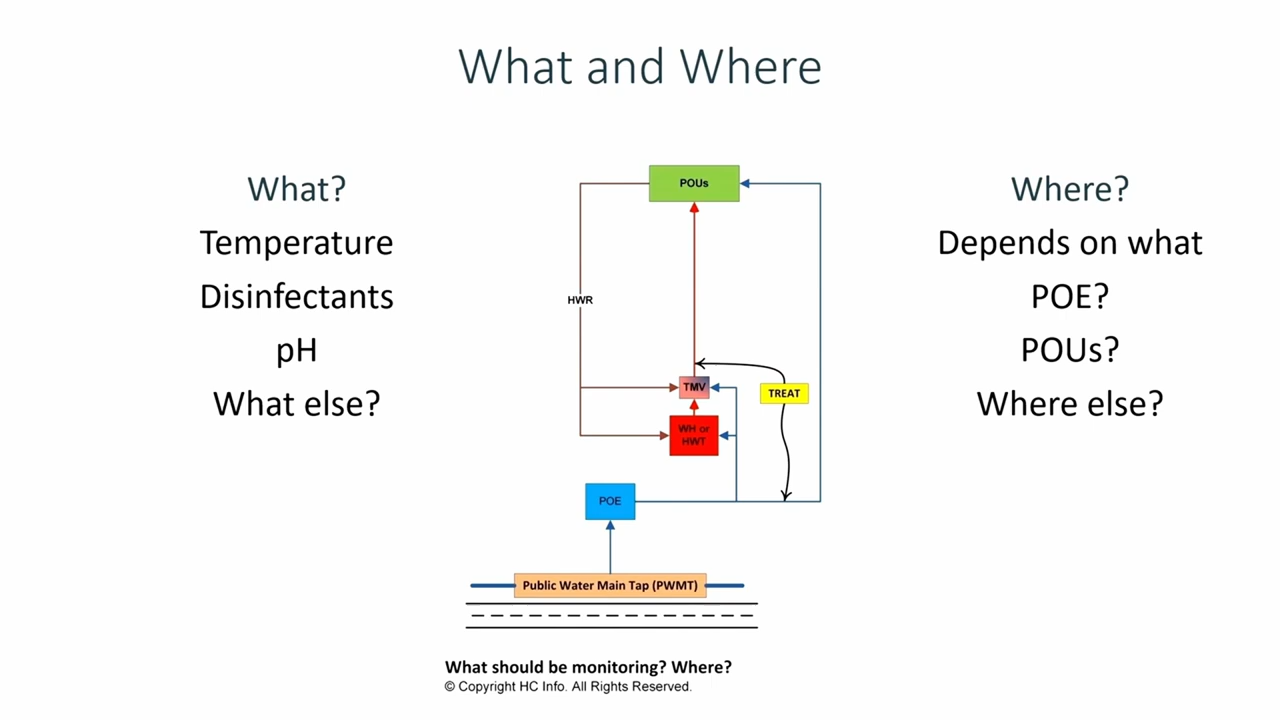 What and Where
What?
Temperature
Disinfectants
pH
What else?
POUs
HWR
TMV
TREAT
WH or
HWT
POE
Public Water Main Tap (PWMT)
What should be monitoring? Where?
© Copyright HC Info. All Rights Reserved.
Where?
Depends on what
POE?
POUs?
Where else?